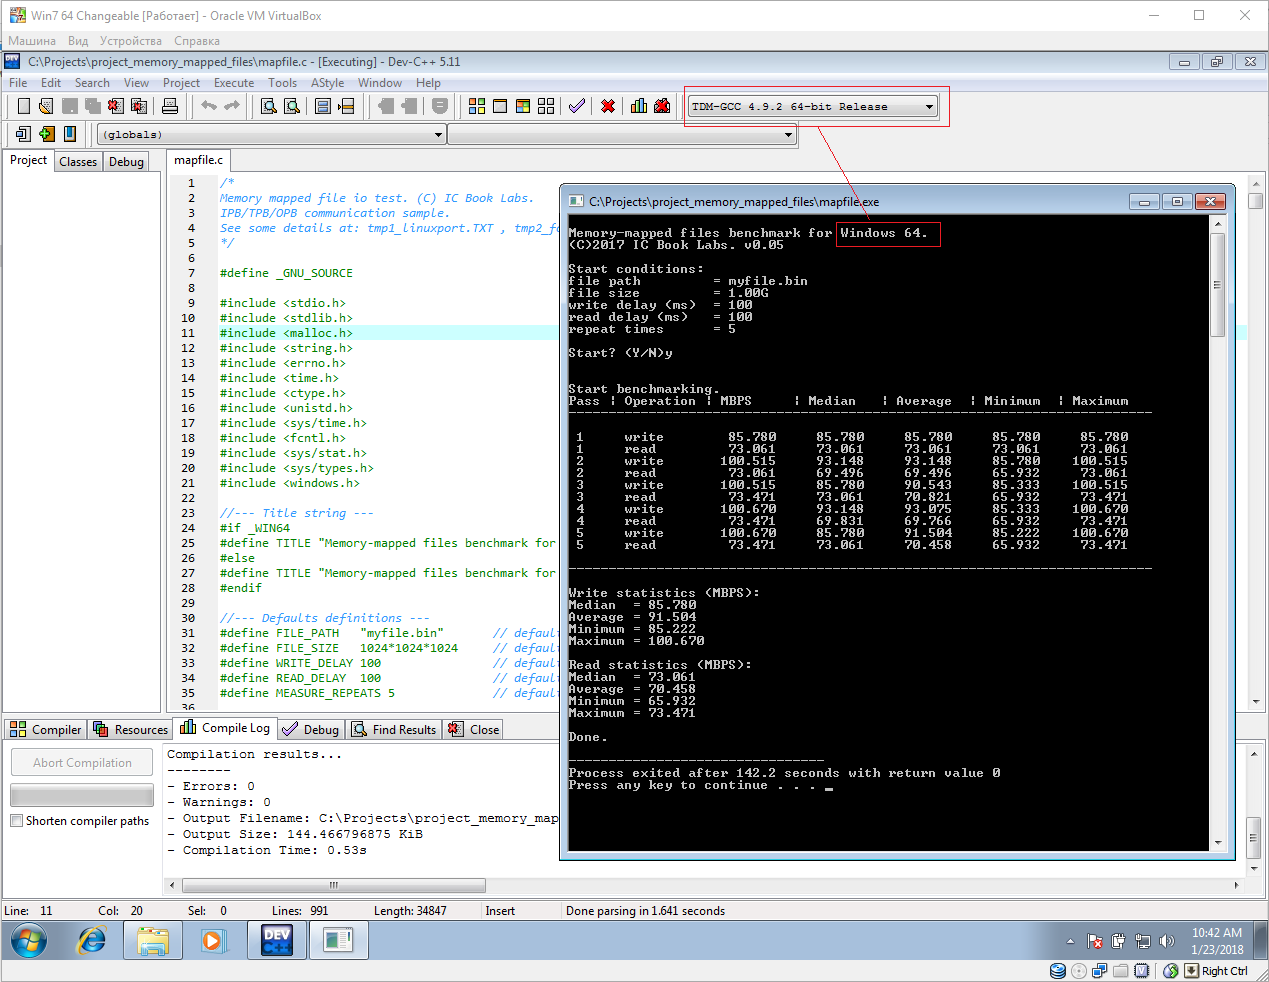 Win7 64 Changeable [Работает] - Oracle VM VirtualBox
Машина Вид Устройства Справка
C:\Projects\project_memory_mapped_files\mapfile.c - [Executing] - Dev-C++ 5.11
File Edit Search View Project Execute Tools AStyle Window Help
TDM-GCC 4.9.2 64-bit Release
(globals)
Project Classes Debug
mapfile.c
1 /*
2 Memory mapped file io test. (C) IC Book Labs.
3 IPB/TPB/OPB communication sample.
4 See some details at: tmp1_linuxport.TXT , tmp2_fo
5 */
6
7 #define _GNU_SOURCE
8
9 #include <stdio.h>
10 #include <stdlib.h>
11 #include <malloc.h>
12 #include <string.h>
13 #include <errno.h>
14 #include <time.h>
15 #include <ctype.h>
16 #include <unistd.h>
17 #include <sys/time.h>
18 #include <fcntl.h>
19 #include <sys/stat.h>
20 #include <sys/types.h>
21 #include <windows.h>
22
23 //--- Title string ---
24 #if _WIN64
25 #define TITLE "Memory-mapped files benchmark for
26 #else
27 #define TITLE "Memory-mapped files benchmark for
28 #endif
29
30 //--- Defaults definitions ---
31 #define FILE_PATH "myfile.bin" // defaul
32 #define FILE_SIZE 1024*1024*1024 // defaul
33 #define WRITE_DELAY 100 // defaul
34 #define READ_DELAY 100 // defaul
35 #define MEASURE_REPEATS 5 // defaul
36
C:\Projects\project_memory_mapped_files\mapfile.exe
Memory-mapped files benchmark for Windows 64.
(C)2017 IC Book Labs. v0.05
Start conditions:
file path = myfile.bin
file size = 1.00G
write delay (ms) = 100
read delay (ms) = 100
repeat times = 5
Start? (Y/N)y
Start benchmarking.
Pass ¦ Operation ¦ MBPS ¦ Median ¦ Average ¦ Minimum ¦ Maximum
1 write 85.780 85.780 85.780 85.780 85.780
1 read 73.061 73.061 73.061 73.061 73.061
2 write 100.515 93.148 93.148 85.780 100.515
2 read 73.061 69.496 69.496 65.932 73.061
3 write 100.515 85.780 90.543 85.333 100.515
3 read 73.471 73.061 70.821 65.932 73.471
4 write 100.670 93.148 93.075 85.333 100.670
4 read 73.471 69.831 69.766 65.932 73.471
5 write 100.670 85.780 91.504 85.222 100.670
5 read 73.471 73.061 70.458 65.932 73.471
Write statistics (MBPS):
Median = 85.780
Average = 91.504
Minimum = 85.222
Maximum = 100.670
Read statistics (MBPS):
Median = 73.061
Average = 70.458
Minimum = 65.932
Maximum = 73.471
Done.
--------------------------------
Process exited after 142.2 seconds with return value 0
Press any key to continue . . . _
Compiler Resources Compile Log Debug Find Results Close
Abort Compilation
Shorten compiler paths
Compilation results...
--------
- Errors: 0
- Warnings: 0
- Output Filename: C:\Projects\project_memory_map
- Output Size: 144.466796875 KiB
- Compilation Time: 0.53s
Line: 11 Col: 20 Sel: 0 Lines: 991 Length: 34847 Insert Done parsing in 1.641 seconds
DEV C++
10:42 AM
1/23/2018
Right Ctrl